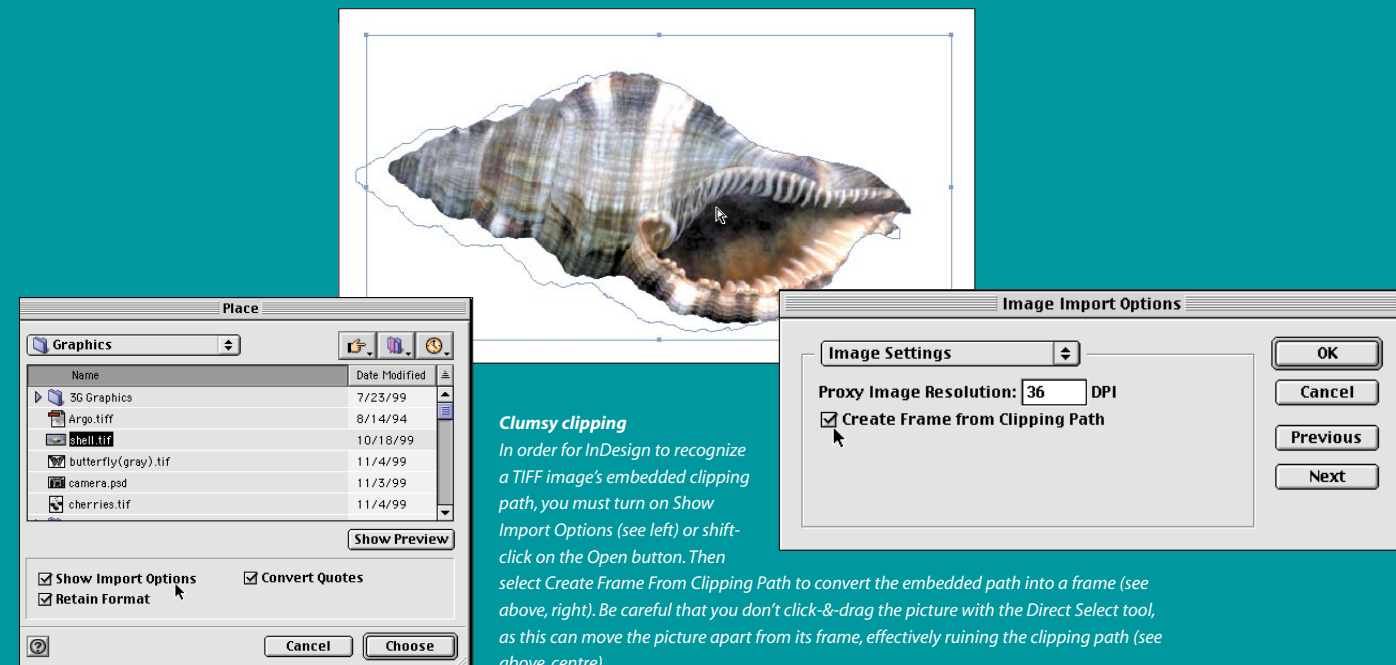 Place
Graphics
Name Date Modified
3G Graphics 7/23/99
Argo.tiff 8/14/94
shell.tif 10/18/99
butterfly(gray).tif 11/4/99
camera.psd 11/3/99
cherries.tif 11/4/99
Show Preview
Show Import Options Convert Quotes
Retain Format
? Cancel Choose
Clumsy clipping
In order for InDesign to recognize
a TIFF image's embedded clipping
path, you must turn on Show
Import Options (see left) or shift-
click on the Open button. Then
select Create Frame From Clipping Path to convert the embedded path into a frame (see
above, right). Be careful that you don't click-&-drag the picture with the Direct Select tool,
as this can move the picture apart from its frame, effectively ruining the clipping path (see
above, centre)
Image Import Options
Image Settings
Proxy Image Resolution: 36 DPI
Create Frame from Clipping Path
OK
Cancel
Previous
Next